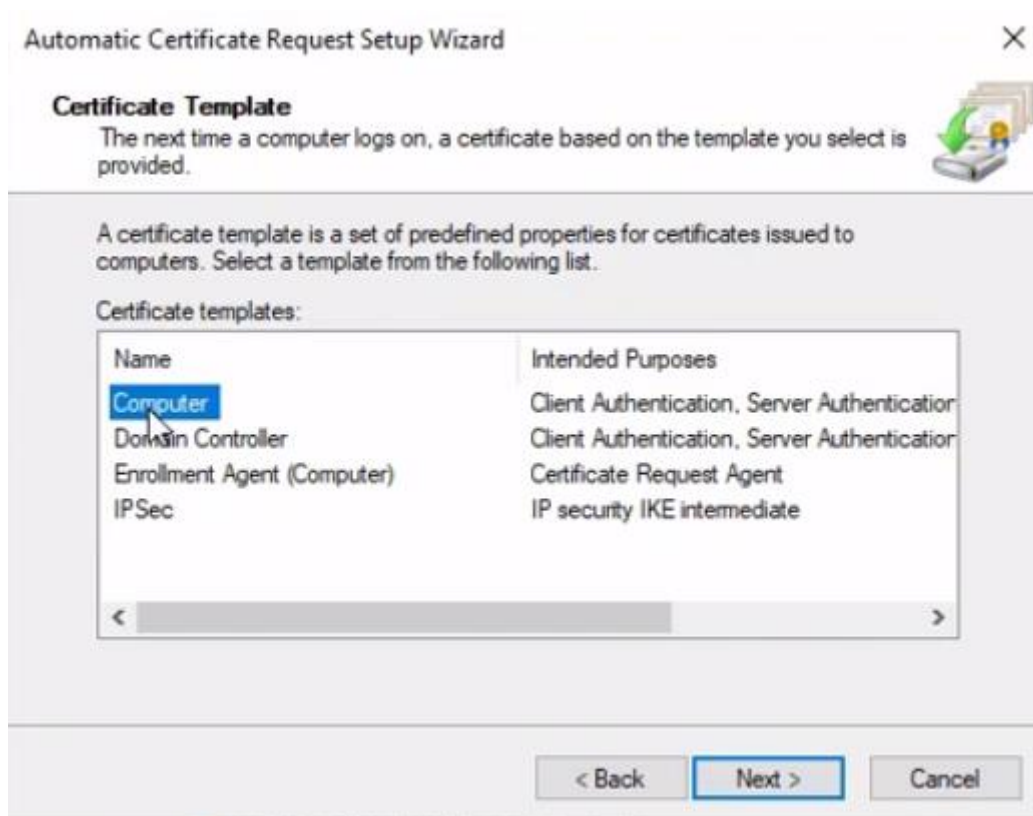 Automatic Certificate Request Setup Wizard
Certificate Template
The next time a computer logs on, a certificate based on the template you select is
provided.
A certificate template is a set of predefined properties for certificates issued to
computers. Select a template from the following list.
Certificate templates:
Name Intended Purposes
Computer Client Authentication, Server Authentication
Domain Controller Client Authentication, Server Authentication
Enrollment Agent (Computer) Certificate Request Agent
IPSec IP security IKE intermediate
< Back Next > Cancel